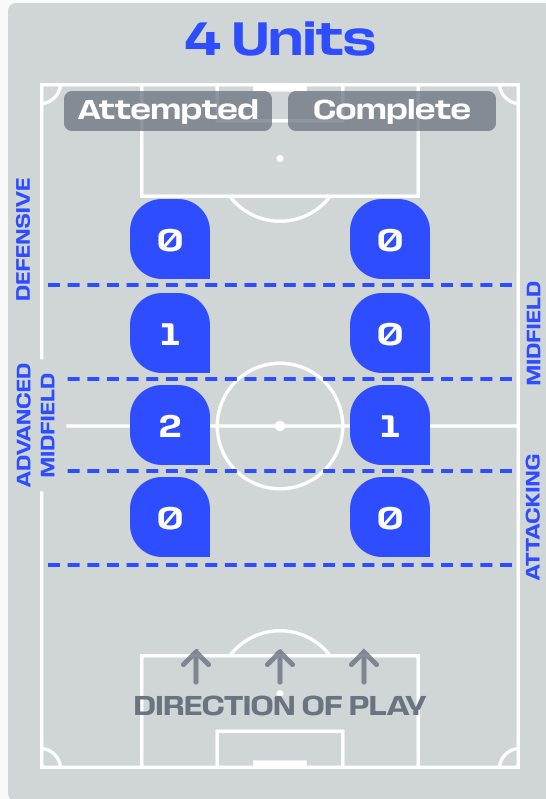 4 Units
Attempted Complete
DEFENSIVE
0 0
MIDFIELD
1 0
ADVANCED
MIDFIELD
2 1
ATTACKING
0 0
DIRECTION OF PLAY